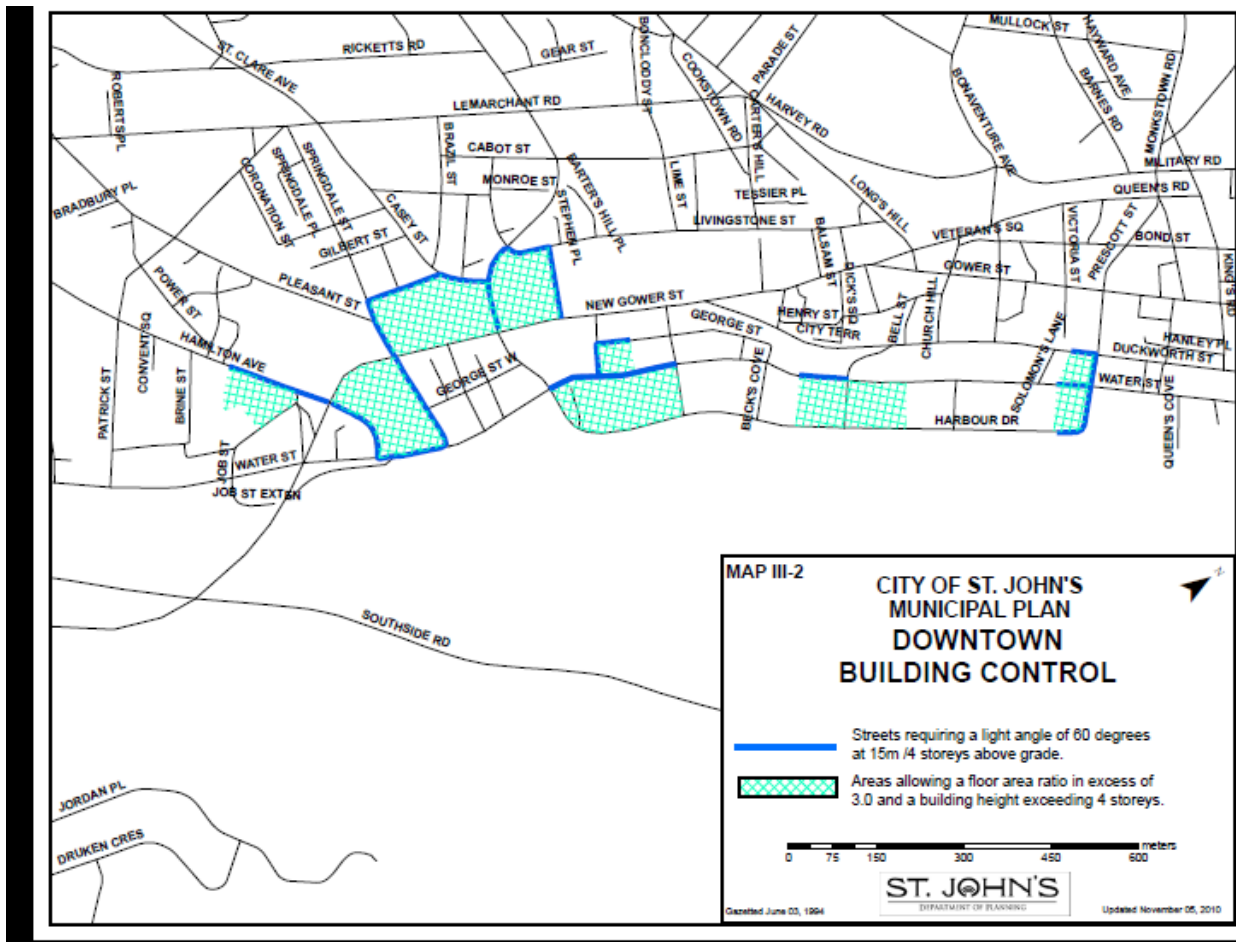 MULLOCK ST
HAYWARD AVE
PARADE ST
RICKETTS RD
GEAR ST
BONCLODDY ST
ST. CLARE AVE
COOKSTOWN RD
BONAVENTURE AVE
BARNES RD
MONKSTOWN RD
ROBERTS PL
LEMARCHANT RD
CARTER'S HILL
HARVEY RD
BRAZIL ST
CABOT ST
BARTER'S HILL PL
MILITARY RD
SPRINGDALE ST
SPRINGDALE PL
CORONATION ST
MONROE ST
LIME ST
TESSIER PL
LONG'S HILL
QUEEN'S RD
BRADBURY PL
CASEY ST
STEPHEN PL
LIVINGSTONE ST
VICTORIA ST
PRESCOTT ST
GILBERT ST
BALSAM ST
VETERAN'S SQ
BOND ST
POWER ST
PLEASANT ST
DICK'S SQ
GOWER ST
KING'S RD
NEW GOWER ST
HENRY ST
BELL ST
CHURCH HILL
GEORGE ST
CITY TERR
HANLEY PL
CONVENT SQ
HAMILTON AVE
SOLOMON'S LANE
DUCKWORTH ST
PATRICK ST
BRINE ST
GEORGE ST W
BECK'S COVE
WATER ST
HARBOUR DR
QUEEN'S COVE
JOB ST
WATER ST
JOB ST EXTSN
SOUTHSIDE RD
JORDAN PL
DRUKEN CRES
MAP III-2
N
CITY OF ST. JOHN'S
MUNICIPAL PLAN
DOWNTOWN
BUILDING CONTROL
Streets requiring a light angle of 60 degrees
at 15m /4 storeys above grade.
Areas allowing a floor area ratio in excess of
3.0 and a building height exceeding 4 storeys.
meters
0 75 150 300 450 600
ST. JOHN'S
DEPARTMENT OF PLANNING
Gazetted June 03, 1994
Updated November 05, 2010